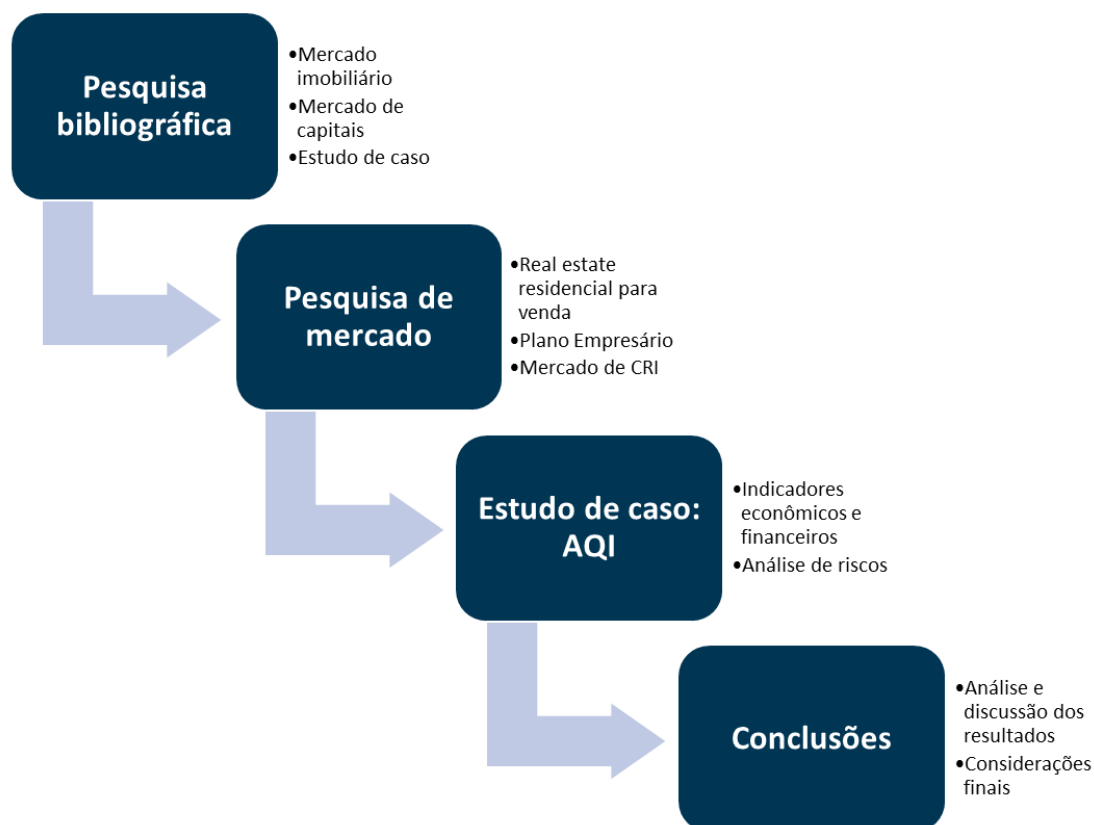 Pesquisa
bibliográfica
•Mercado
imobiliário
•Mercado de
capitais
•Estudo de caso
Pesquisa de
mercado
•Real estate
residencial para
venda
•Plano Empresário
•Mercado de CRI
Estudo de caso:
AQI
•Indicadores
econômicos e
financeiros
•Análise de riscos
Conclusões
•Análise e
discussão dos
resultados
•Considerações
finais